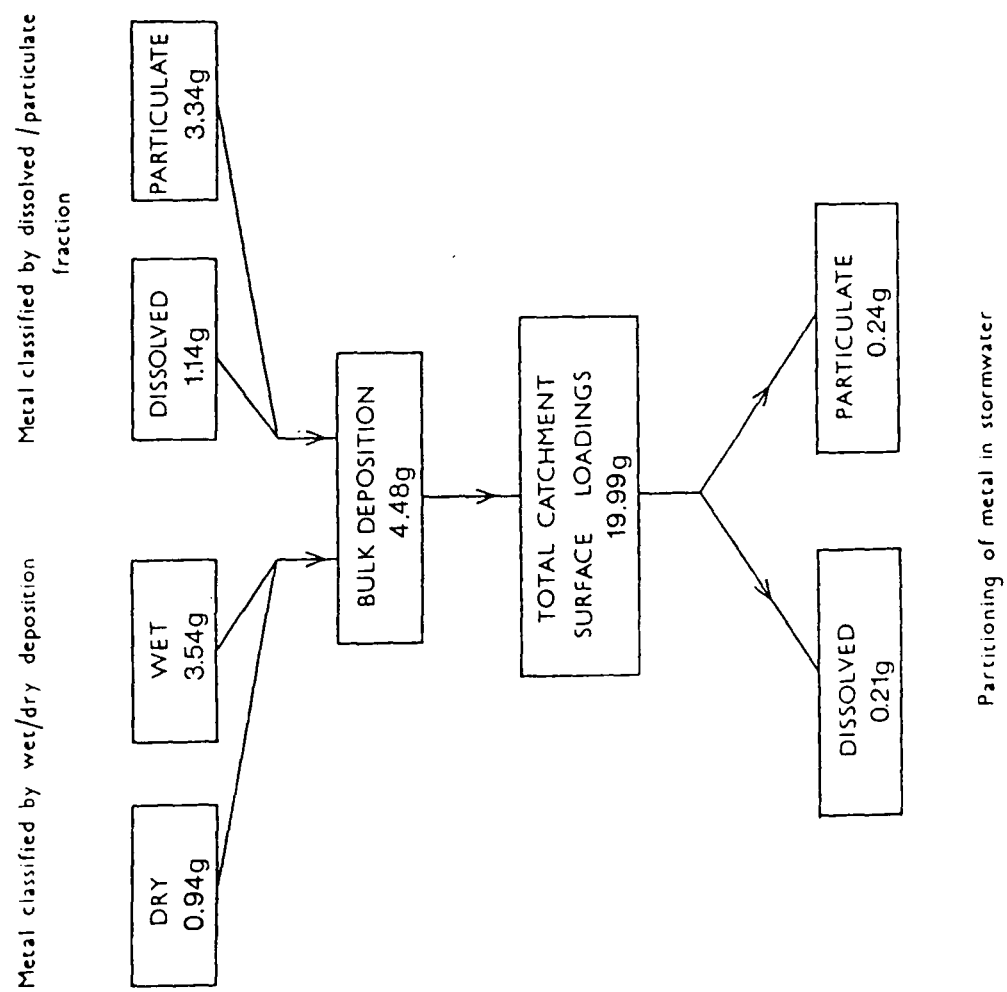 Metal classified by wet/dry deposition
Metal classified by dissolved/particulate
fraction
DRY
0.94g
WET
3.54g
DISSOLVED
1.14g
PARTICULATE
3.34g
BULK DEPOSITION
4.48g
TOTAL CATCHMENT
SURFACE LOADINGS
19.99g
DISSOLVED
0.21g
PARTICULATE
0.24g
Partitioning of metal in stormwater